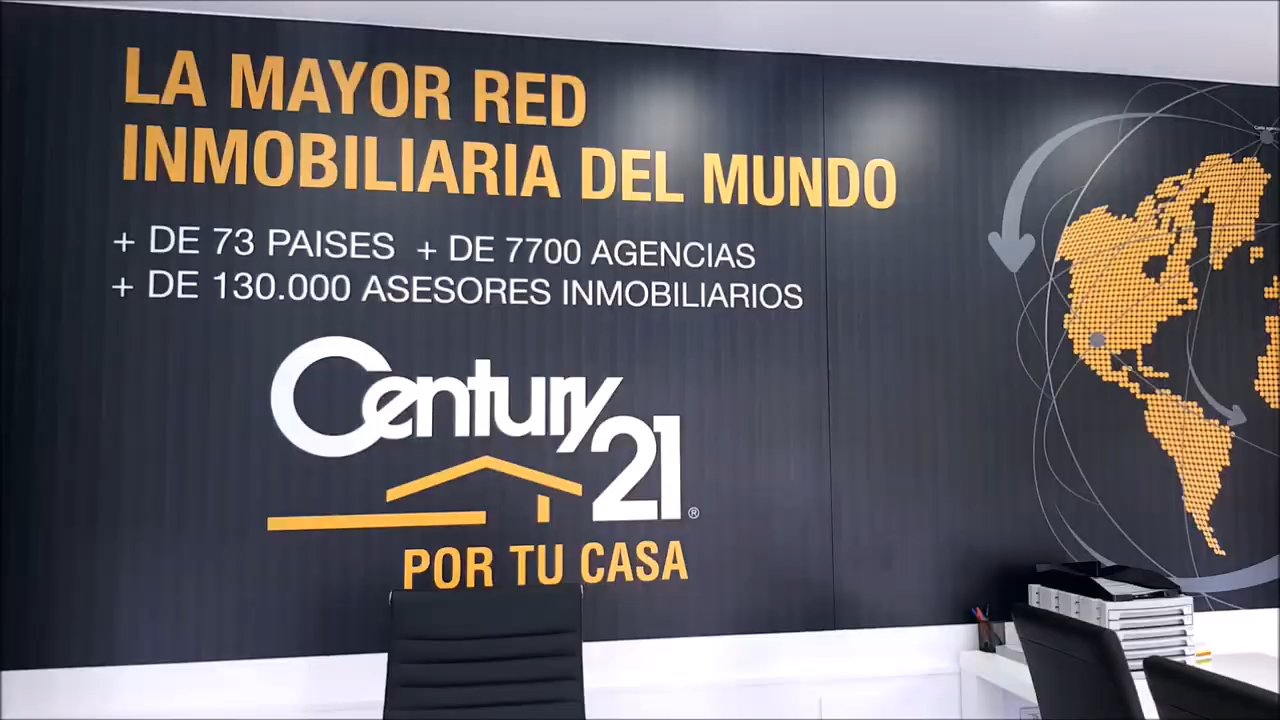 LA MAYOR RED
INMOBILIARIA DEL MUNDO
+ DE 73 PAISES + DE 7700 AGENCIAS
+ DE 130.000 ASESORES INMOBILIARIOS
Century
21®
POR TU CASA